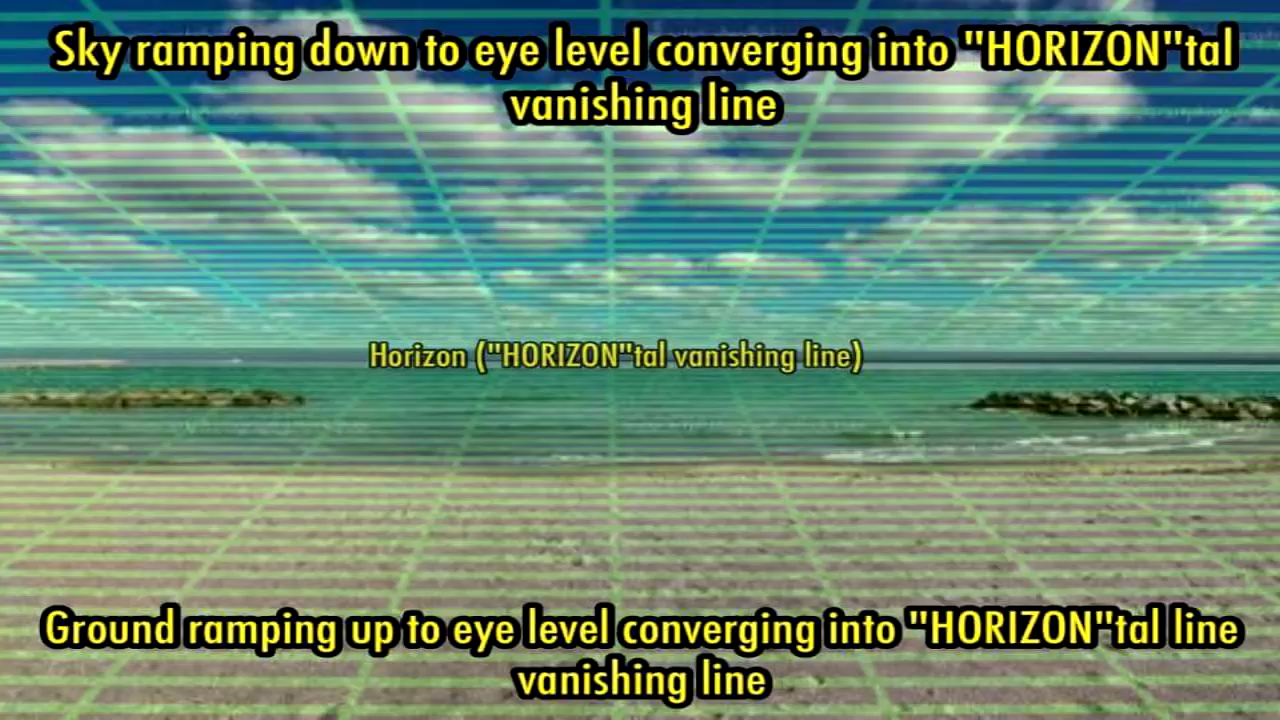 Sky ramping down to eye level converging into "HORIZON"tal
vanishing line
Horizon ("HORIZON"tal vanishing line)
Ground ramping up to eye level converging into "HORIZON"tal line
vanishing line